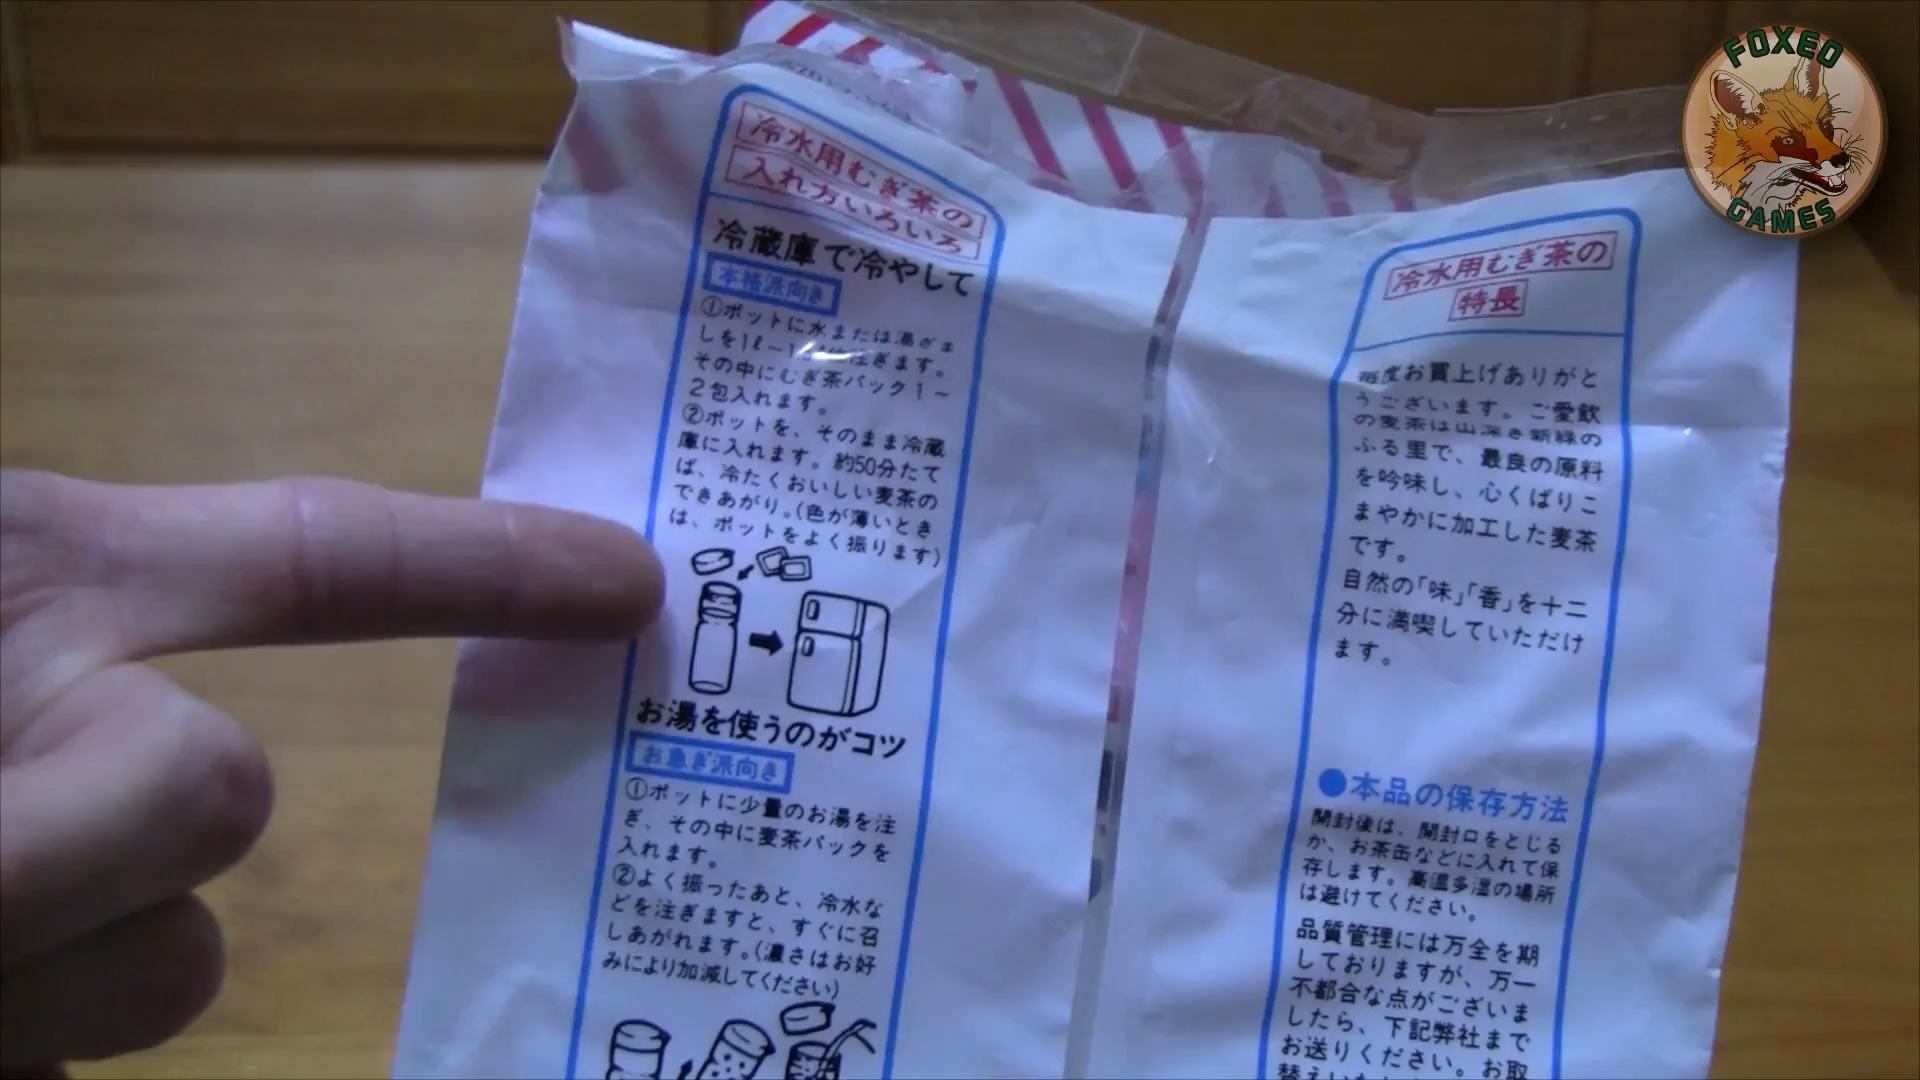 冷水用むぎ茶の
入れ方いろいろ
冷蔵庫で冷やして
本格派向き
①ポットに水または湯ざま
しを1ℓ～1 注ぎます。
その中にむぎ茶パック1～
2包入れます。
②ポットを、そのまま冷蔵
庫に入れます。約50分たて
ば、冷たくおいしい麦茶の
できあがり。(色が薄いとき
は、ポットをよく振ります)
お湯を使うのがコツ
お急ぎ派向き
①ポットに少量のお湯を注
ぎ、その中に麦茶パックを
入れます。
②よく振ったあと、冷水な
どを注ぎますと、すぐに召
しあがれます。(濃さはお好
みにより加減してください)
冷水用むぎ茶の
特長
毎度お買上げありがと
うございます。ご愛飲
の麦茶は山深き新緑の
ふる里で、最良の原料
を吟味し、心くばりこ
まやかに加工した麦茶
です。
自然の「味」「香」を十二
分に満喫していただけ
ます。
●本品の保存方法
開封後は、開封口をとじる
か、お茶缶などに入れて保
存します。高温多湿の場所
は避けてください。
品質管理には万全を期
しておりますが、万一
不都合な点がございま
したら、下記弊社まで
お送りください。お取
替えいた
FOXEO
GAMES